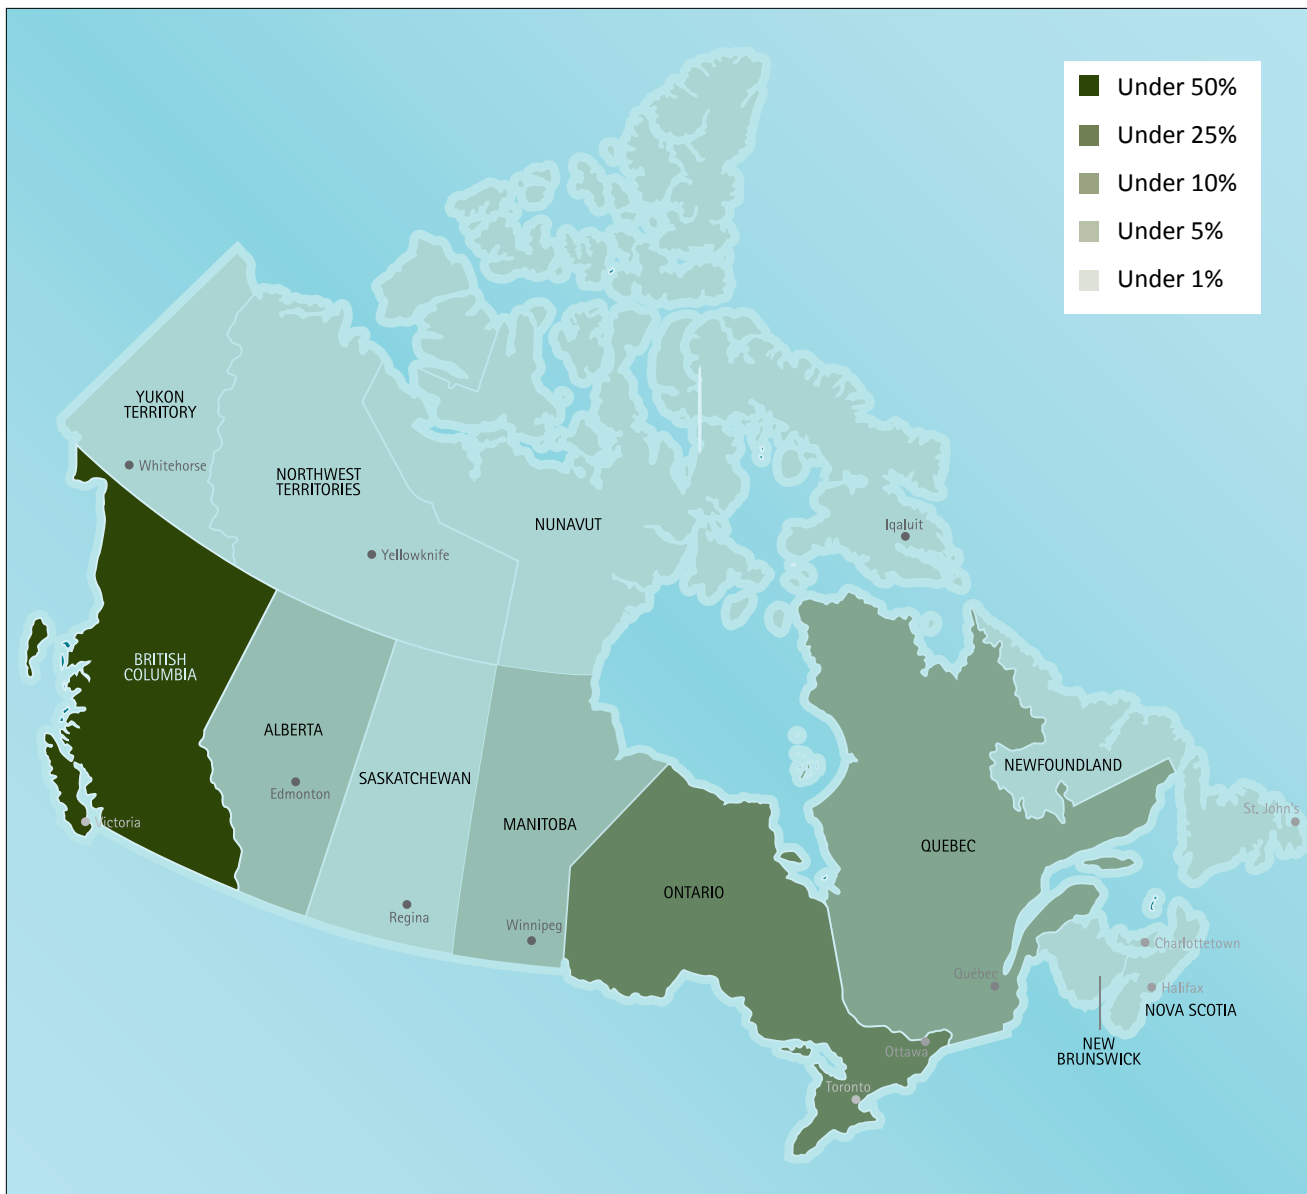 Under 50%
Under 25%
Under 10%
Under 5%
Under 1%
YUKON
TERRITORY
Whitehorse
NORTHWEST
TERRITORIES
Yellowknife
NUNAVUT
Iqaluit
BRITISH
COLUMBIA
Victoria
ALBERTA
Edmonton
SASKATCHEWAN
Regina
MANITOBA
Winnipeg
ONTARIO
Ottawa
Toronto
QUEBEC
Québec
NEWFOUNDLAND
St. John's
Charlottetown
Halifax
NOVA SCOTIA
NEW
BRUNSWICK